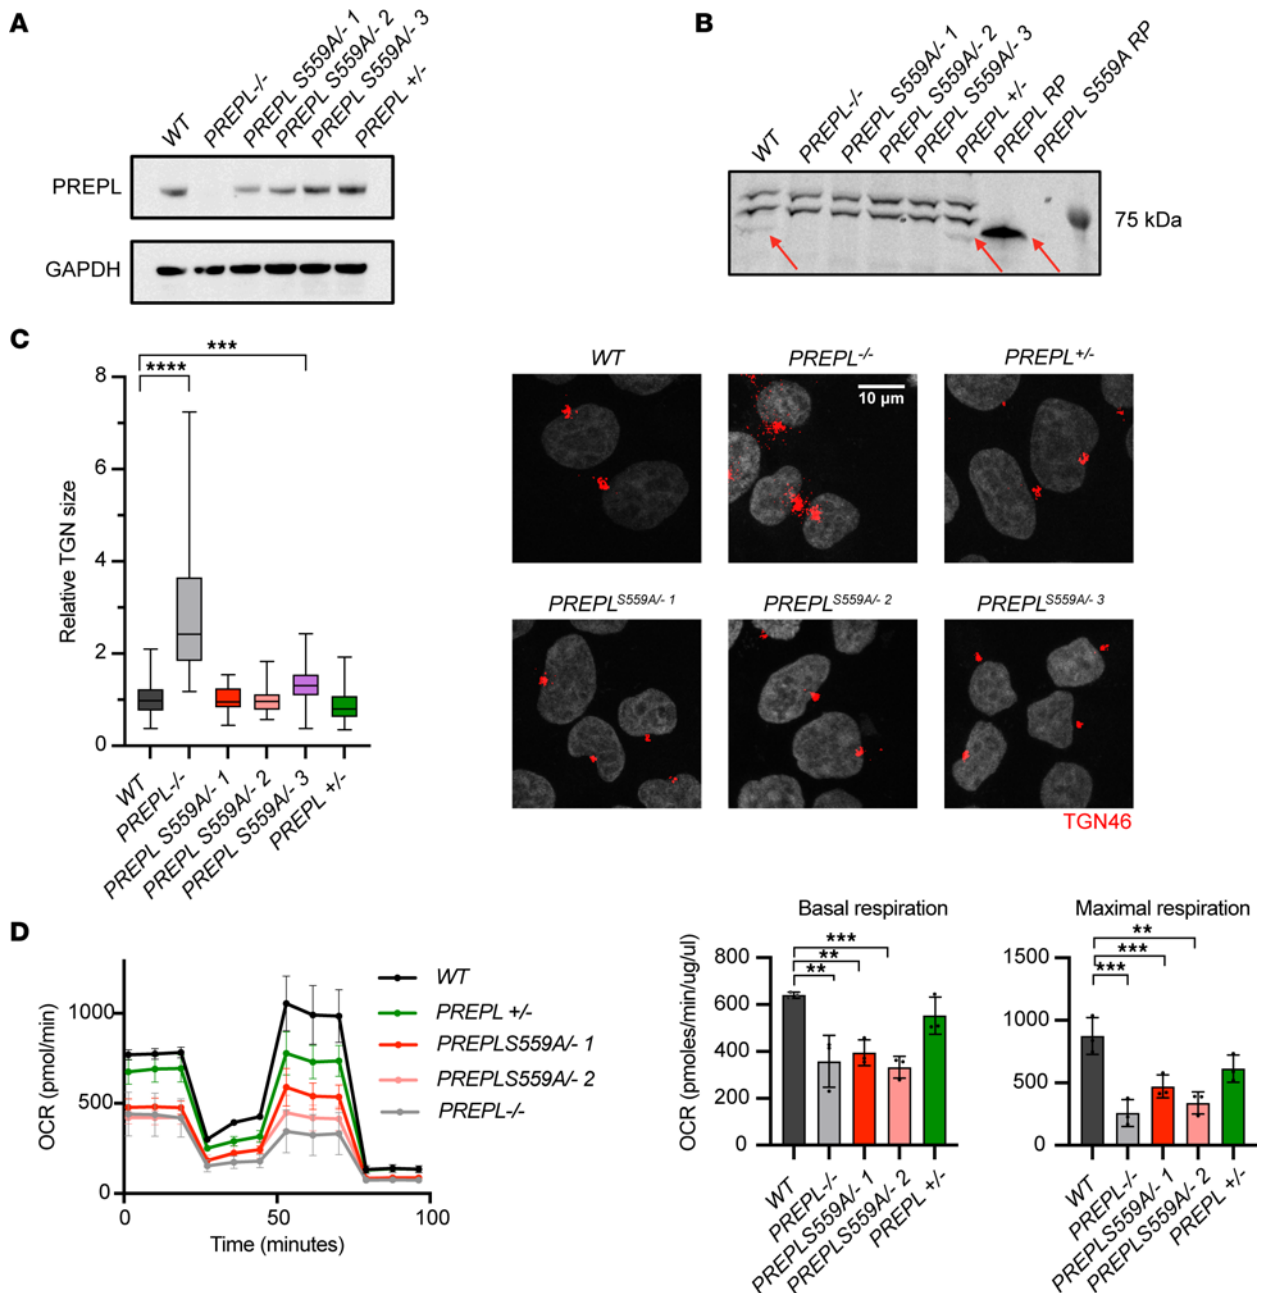 A
WT
PREPL-/-
PREPL S559A/- 1
PREPL S559A/- 2
PREPL S559A/- 3
PREPL +/-
PREPL
GAPDH
B
WT
PREPL-/-
PREPL S559A/- 1
PREPL S559A/- 2
PREPL S559A/- 3
PREPL +/-
PREPL RP
PREPL S559A RP
75 kDa
C
***
****
8
6
4
2
0
Relative TGN size
WT
PREPL-/-
PREPL S559A/- 1
PREPL S559A/- 2
PREPL S559A/- 3
PREPL +/-
WT
PREPL-/-
PREPL+/-
10 µm
PREPLS559A/- 1
PREPLS559A/- 2
PREPLS559A/- 3
TGN46
D
OCR (pmol/min)
1000
500
0
0
50
100
Time (minutes)
WT
PREPL +/-
PREPLS559A/- 1
PREPLS559A/- 2
PREPL-/-
Basal respiration
OCR (pmoles/min/ug/ul)
800
600
400
200
0
***
**
**
WT
PREPL-/-
PREPLS559A/- 1
PREPLS559A/- 2
PREPL +/-
Maximal respiration
1500
1000
500
0
**
***
***
WT
PREPL-/-
PREPLS559A/- 1
PREPLS559A/- 2
PREPL +/-